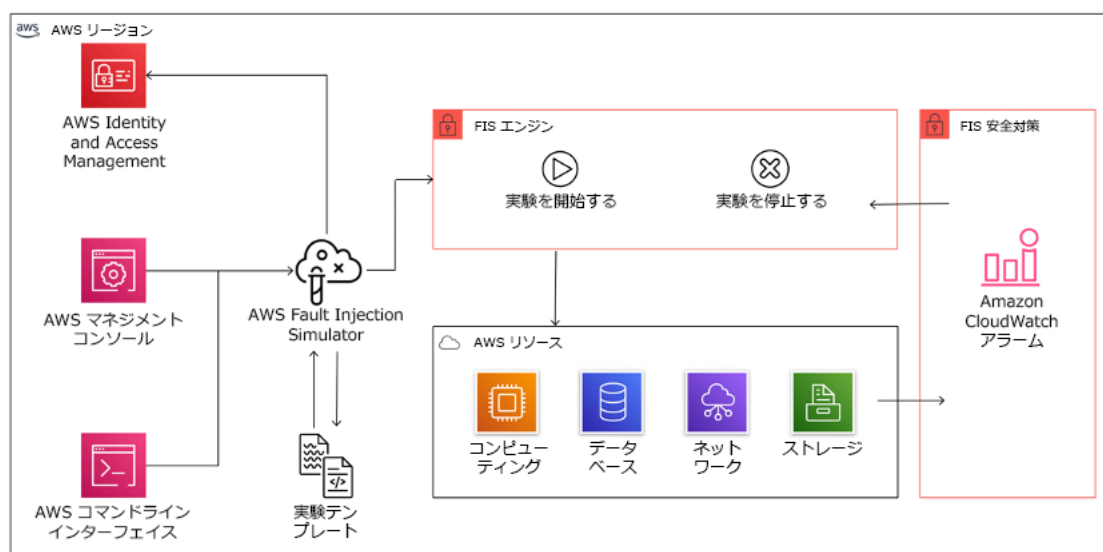 aws
AWS リージョン
AWS Identity
and Access
Management
AWS マネジメント
コンソール
AWS コマンドライン
インターフェイス
AWS Fault Injection
Simulator
実験テン
プレート
FIS エンジン
実験を開始する
実験を停止する
AWS リソース
コンピュー
ティング
データ
ベース
ネット
ワーク
ストレージ
FIS 安全対策
Amazon
CloudWatch
アラーム